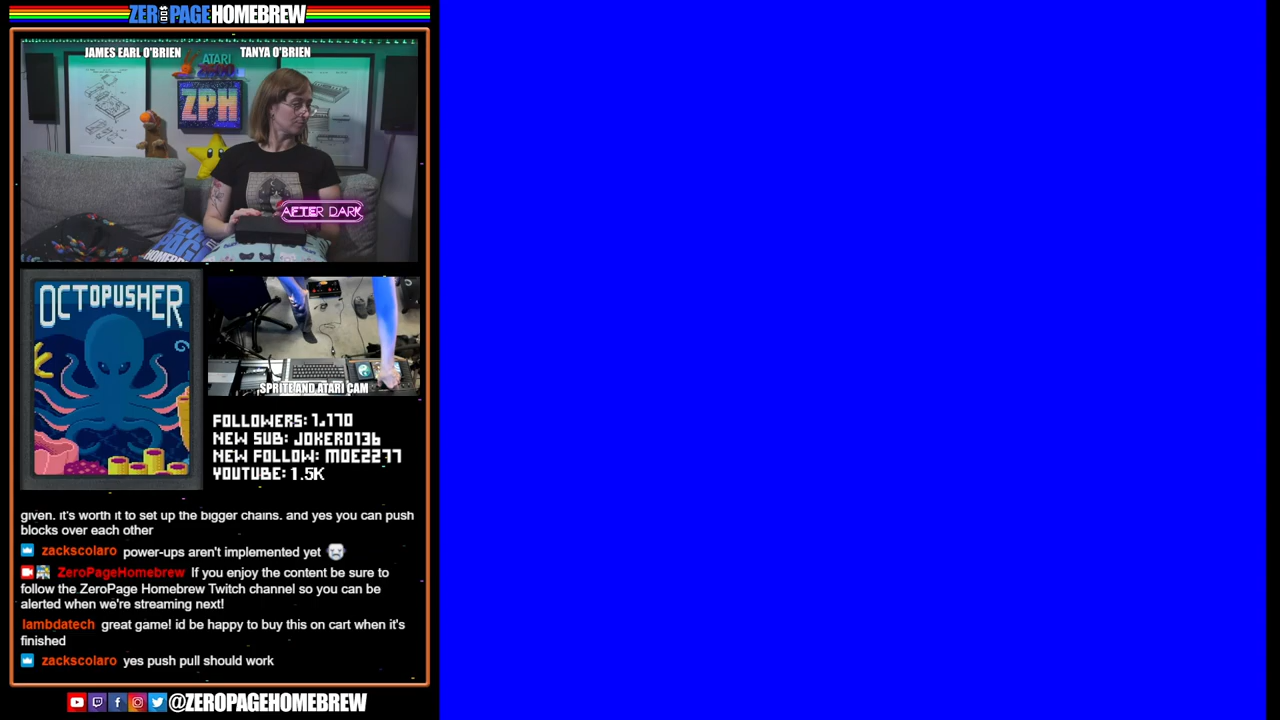 ZEROPAGE HOMEBREW
JAMES EARL O'BRIEN
TANYA O'BRIEN
ATARI
ZPH
AFTER DARK
ZERO
PAGE
HOMEBREW
OCTOPUSHER
SPRITE AND ATARI CAM
FOLLOWERS: 1,170
NEW SUB: JOKER0136
NEW FOLLOW: MOE2277
YOUTUBE: 1.5K
given. it's worth it to set up the bigger chains. and yes you can push
blocks over each other
zackscolaro power-ups aren't implemented yet
ZeroPageHomebrew If you enjoy the content be sure to
follow the ZeroPage Homebrew Twitch channel so you can be
alerted when we're streaming next!
lambdatech great game! id be happy to buy this on cart when it's
finished
zackscolaro yes push pull should work
@ZEROPAGEHOMEBREW